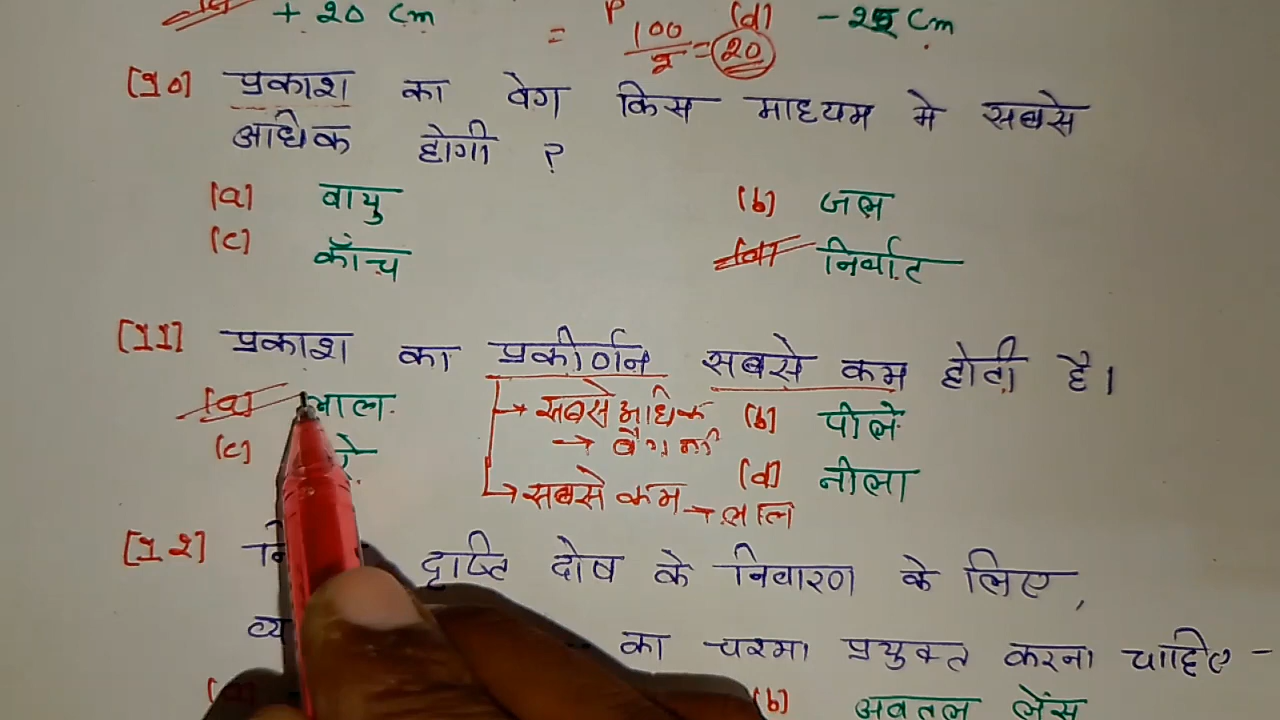 + 20 cm
= 100 = 20 (d) - 25 cm
[10] प्रकाश का वेग किस माध्यम मे सबसे
अधिक होगी ?
(a) वायु (b) जल
(c) काँच (d) निर्वात
[11] प्रकाश का प्रकीर्णन सबसे कम होती है।
(a) लाल (b) पीले
→ सबसे अधिक
→ बैगनी
(c) (d) नीला
→ सबसे कम → लाल
[12] दृष्टि दोष के निवारण के लिए,
का चश्मा प्रयुक्त करना चाहिए -
(b) अवतल लेंस